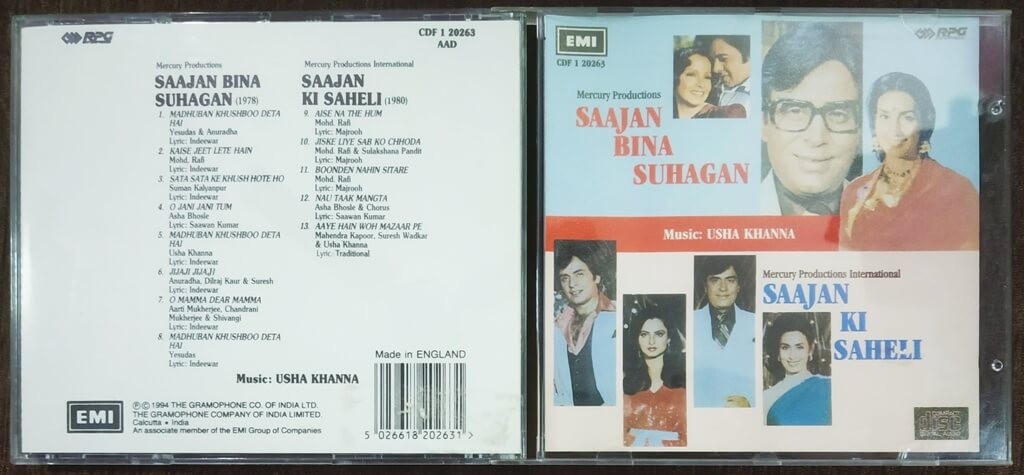 RPG
CDF 1 20263
AAD
Mercury Productions
SAAJAN BINA
SUHAGAN (1978)
1. MADHUBAN KHUSHBOO DETA
HAI
Yesudas & Anuradha
Lyric: Indeewar
2. KAISE JEET LETE HAIN
Mohd. Rafi
Lyric: Indeewar
3. SATA SATA KE KHUSH HOTE HO
Suman Kalyanpur
Lyric: Indeewar
4. O JANI JANI TUM
Asha Bhosle
Lyric: Saawan Kumar
5. MADHUBAN KHUSHBOO DETA
HAI
Usha Khanna
Lyric: Indeewar
6. JIJAJI JIJAJI
Anuradha, Dilraj Kaur & Suresh
Lyric: Indeewar
7. O MAMMA DEAR MAMMA
Aarti Mukherjee, Chandrani
Mukherjee & Shivangi
Lyric: Indeewar
8. MADHUBAN KHUSHBOO DETA
HAI
Yesudas
Lyric: Indeewar
Mercury Productions International
SAAJAN
KI SAHELI (1980)
9. AISE NA THE HUM
Mohd. Rafi
Lyric: Majrooh
10. JISKE LIYE SAB KO CHHODA
Mohd. Rafi & Sulakshana Pandit
Lyric: Majrooh
11. BOONDEN NAHIN SITARE
Mohd. Rafi
Lyric: Majrooh
12. NAU TAAK MANGTA
Asha Bhosle & Chorus
Lyric: Saawan Kumar
13. AAYE HAIN WOH MAZAAR PE
Mahendra Kapoor, Suresh Wadkar
& Usha Khanna
Lyric: Traditional
Music: USHA KHANNA
Made in ENGLAND
EMI
Ⓟ© 1994 THE GRAMOPHONE CO. OF INDIA LTD.
THE GRAMOPHONE COMPANY OF INDIA LIMITED.
Calcutta • India
An associate member of the EMI Group of Companies
5 026618 202631 >
EMI
CDF 1 20263
RPG
Mercury Productions
SAAJAN
BINA
SUHAGAN
Music: USHA KHANNA
Mercury Productions International
SAAJAN
KI
SAHELI
COMPACT
disc
DIGITAL AUDIO